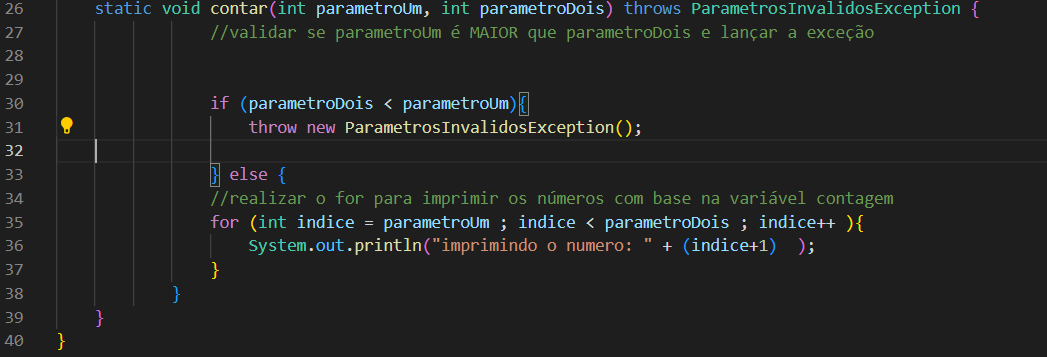 26 static void contar(int parametroUm, int parametroDois) throws ParametrosInvalidosException {
27 //validar se parametroUm é MAIOR que parametroDois e lançar a exceção
28
29
30 if (parametroDois < parametroUm){
31 throw new ParametrosInvalidosException();
32
33 } else {
34 //realizar o for para imprimir os números com base na variável contagem
35 for (int indice = parametroUm ; indice < parametroDois ; indice++ ){
36 System.out.println("imprimindo o numero: " + (indice+1)  );
37 }
38 }
39 }
40 }